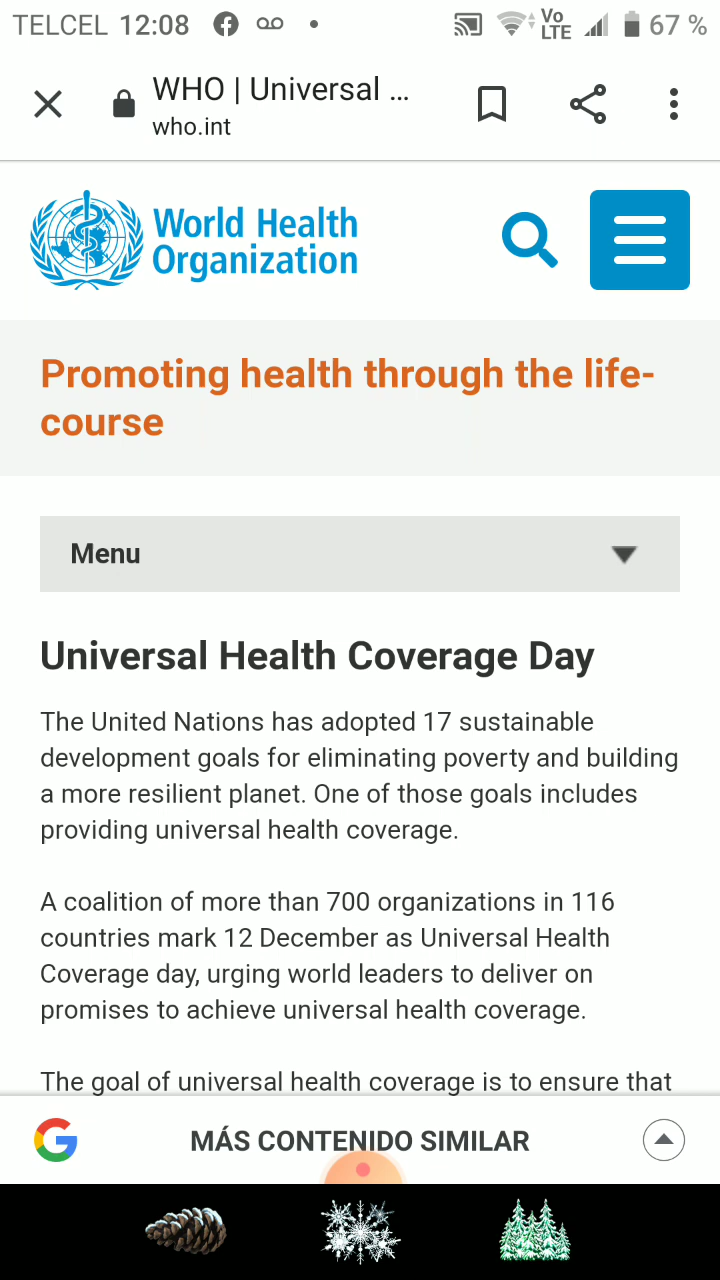 TELCEL 12:08
Vo LTE 67 %
WHO | Universal ...
who.int
World Health
Organization
Promoting health through the life-
course
Menu
Universal Health Coverage Day
The United Nations has adopted 17 sustainable
development goals for eliminating poverty and building
a more resilient planet. One of those goals includes
providing universal health coverage.
A coalition of more than 700 organizations in 116
countries mark 12 December as Universal Health
Coverage day, urging world leaders to deliver on
promises to achieve universal health coverage.
The goal of universal health coverage is to ensure that
MÁS CONTENIDO SIMILAR